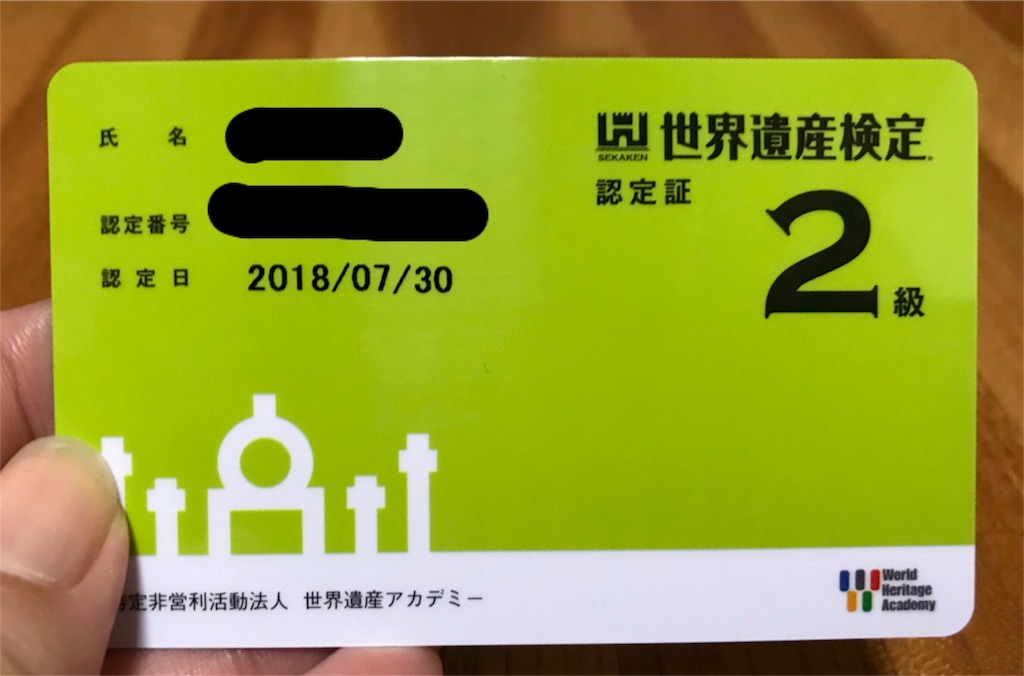 氏 名
認定番号
認定日 2018/07/30
SEKAKEN
世界遺産検定
認定証
2級
定非営利活動法人 世界遺産アカデミー
World
Heritage
Academy